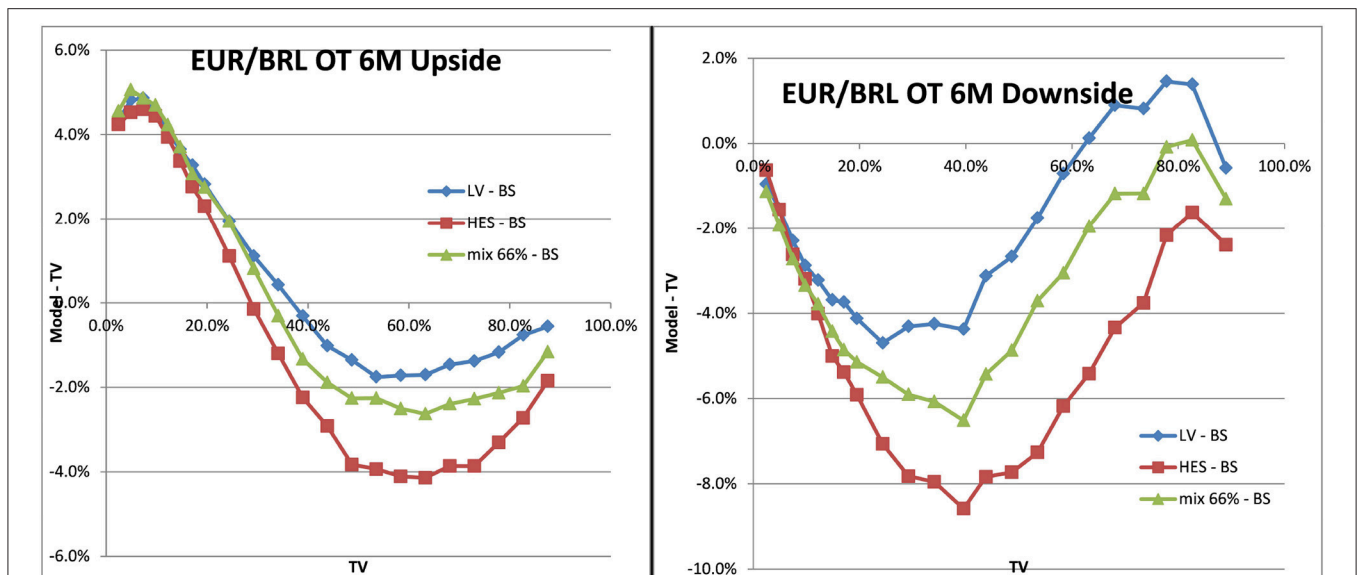 EUR/BRL OT 6M Upside
6.0%
4.0%
2.0%
0.0%
-2.0%
-4.0%
-6.0%
0.0%
20.0%
40.0%
60.0%
80.0%
100.0%
Model - TV
TV
LV - BS
HES - BS
mix 66% - BS
EUR/BRL OT 6M Downside
2.0%
0.0%
-2.0%
-4.0%
-6.0%
-8.0%
-10.0%
0.0%
20.0%
40.0%
60.0%
80.0%
100.0%
Model - TV
TV
LV - BS
HES - BS
mix 66% - BS